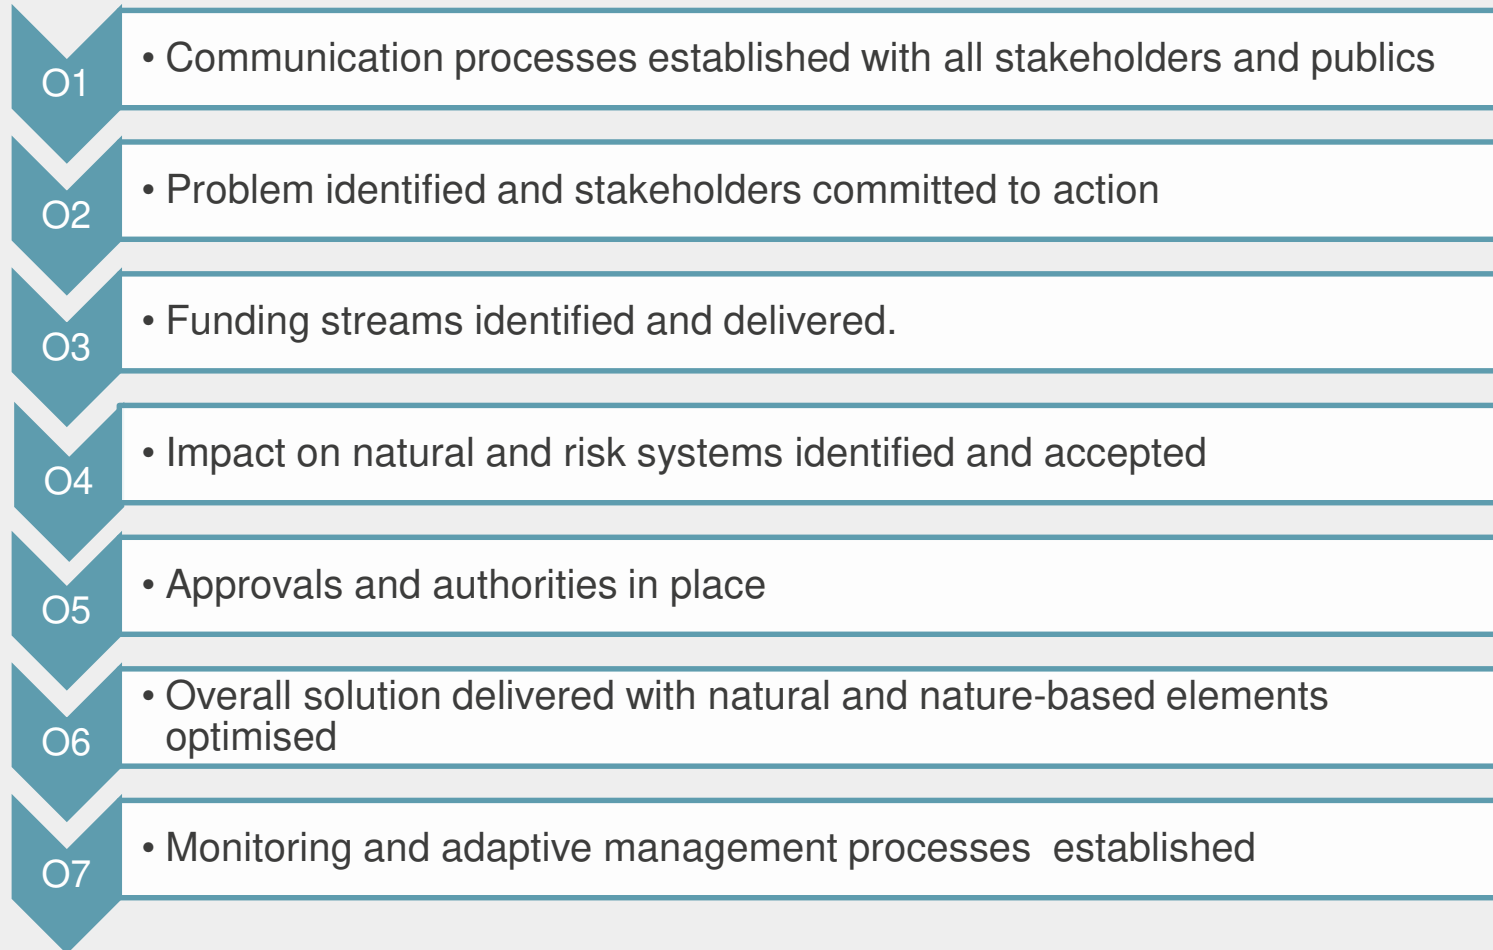 O1
• Communication processes established with all stakeholders and publics
O2
• Problem identified and stakeholders committed to action
O3
• Funding streams identified and delivered.
O4
• Impact on natural and risk systems identified and accepted
O5
• Approvals and authorities in place
O6
• Overall solution delivered with natural and nature-based elements
optimised
O7
• Monitoring and adaptive management processes  established